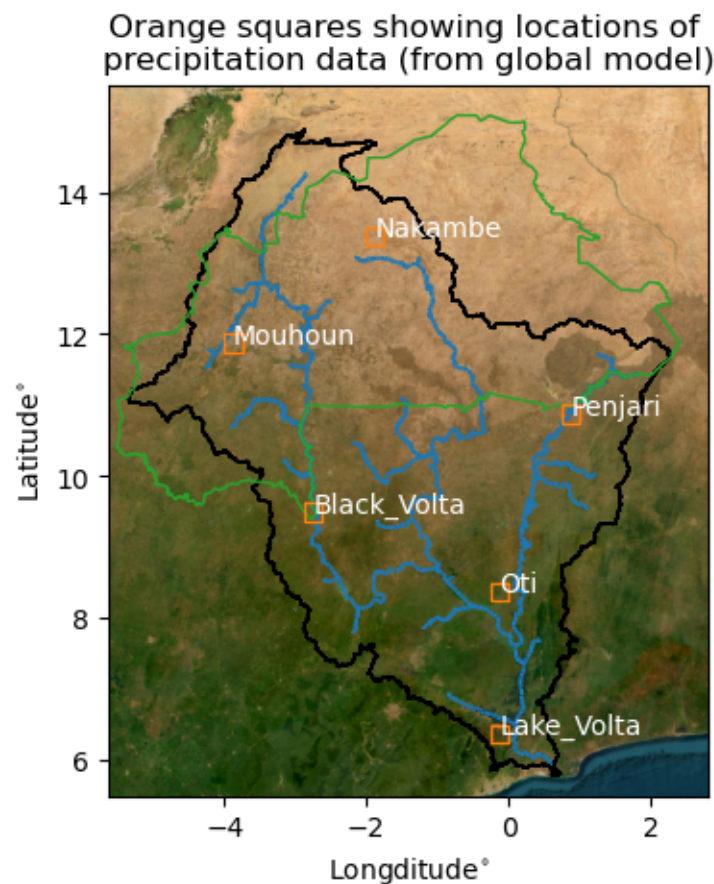 Orange squares showing locations of
precipitation data (from global model)
14
12
10
8
6
Latitude°
Nakambe
Mouhoun
Penjari
Black_Volta
Oti
Lake_Volta
−4
−2
0
2
Longditude°